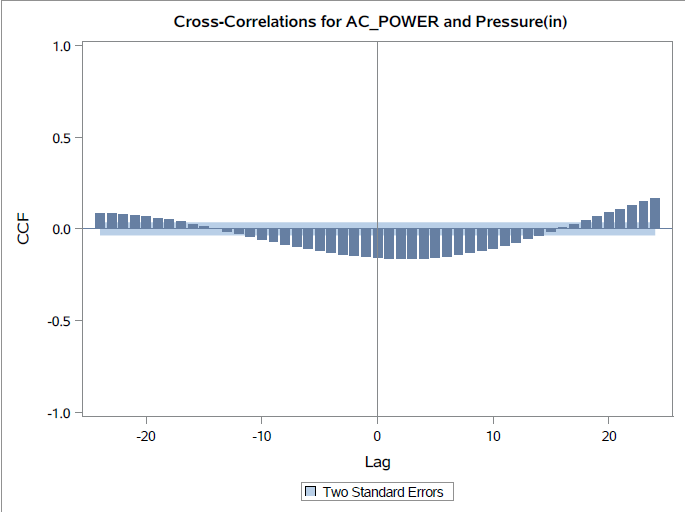 Cross-Correlations for AC_POWER and Pressure(in)
1.0
0.5
0.0
-0.5
-1.0
CCF
-20 -10 0 10 20
Lag
Two Standard Errors